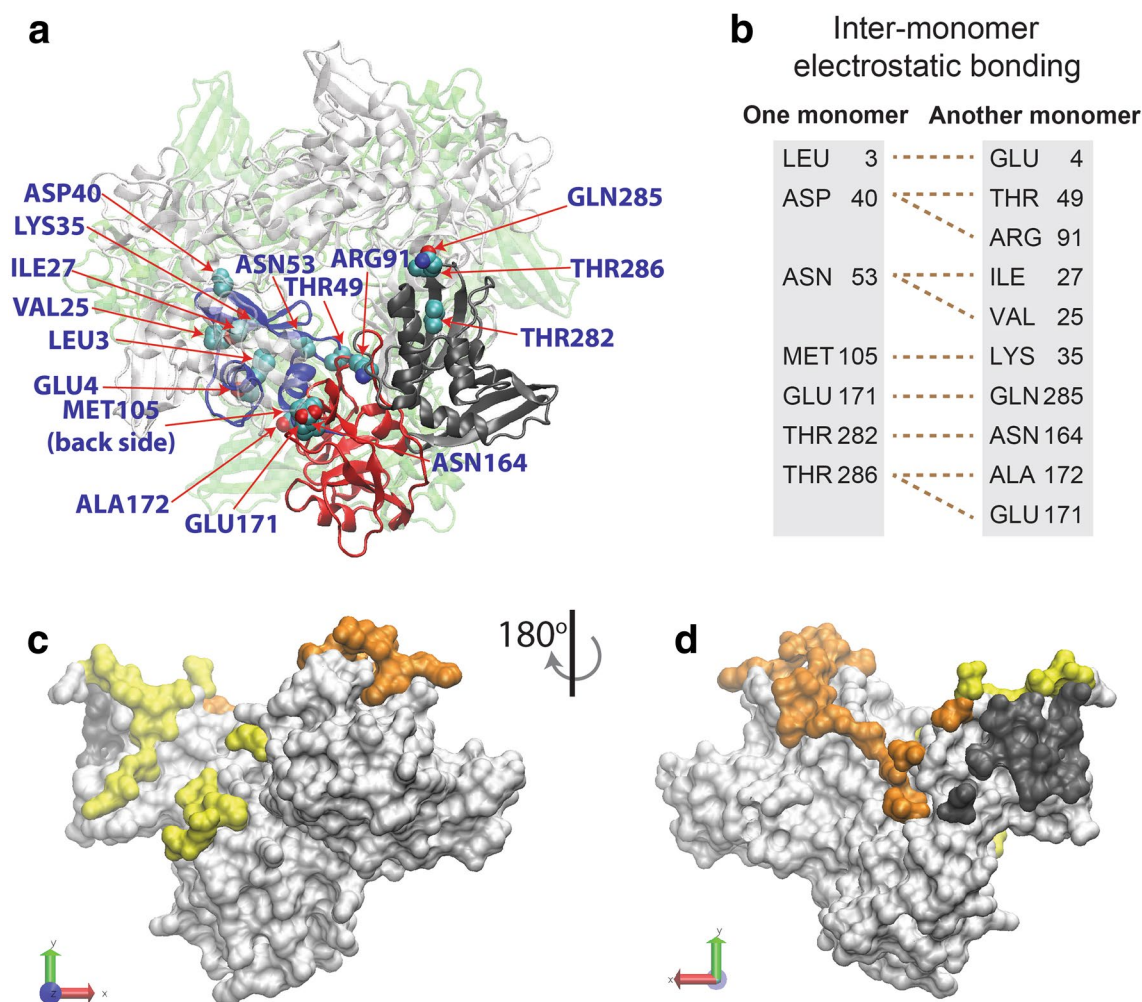 a
ASP40
LYS35
ILE27
VAL25
LEU3
GLU4
MET105
(back side)
ALA172
GLU171
ASN53
THR49
ARG91
GLN285
THR286
THR282
ASN164
b
Inter-monomer
electrostatic bonding
One monomer Another monomer
LEU 3 GLU 4
ASP 40 THR 49
ARG 91
ASN 53 ILE 27
VAL 25
MET 105 LYS 35
GLU 171 GLN 285
THR 282 ASN 164
THR 286 ALA 172
GLU 171
c
180º
d
y
z x
y
x